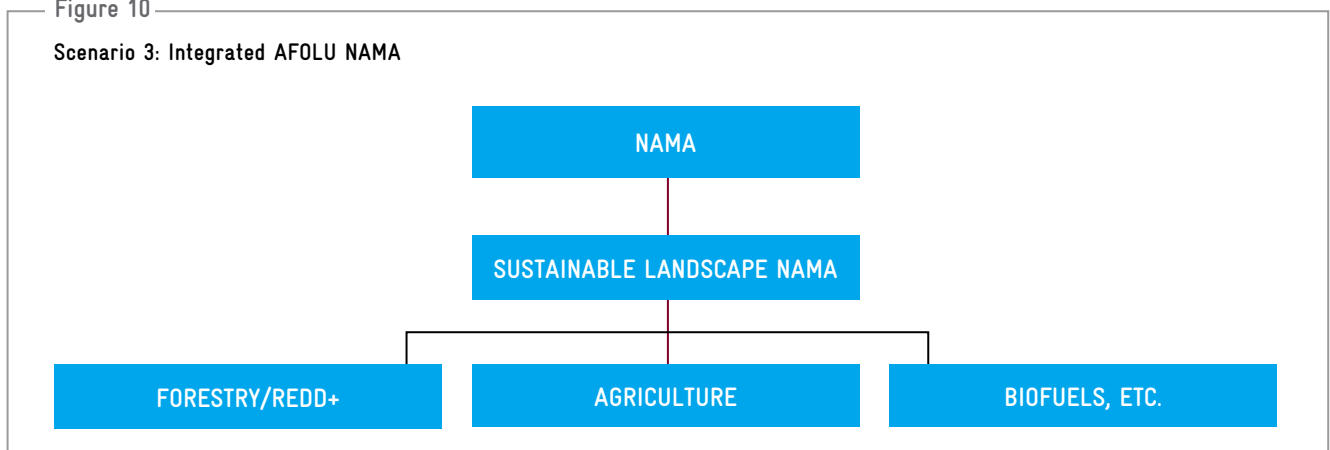 Figure 10
Scenario 3: Integrated AFOLU NAMA
NAMA
SUSTAINABLE LANDSCAPE NAMA
FORESTRY/REDD+
AGRICULTURE
BIOFUELS, ETC.